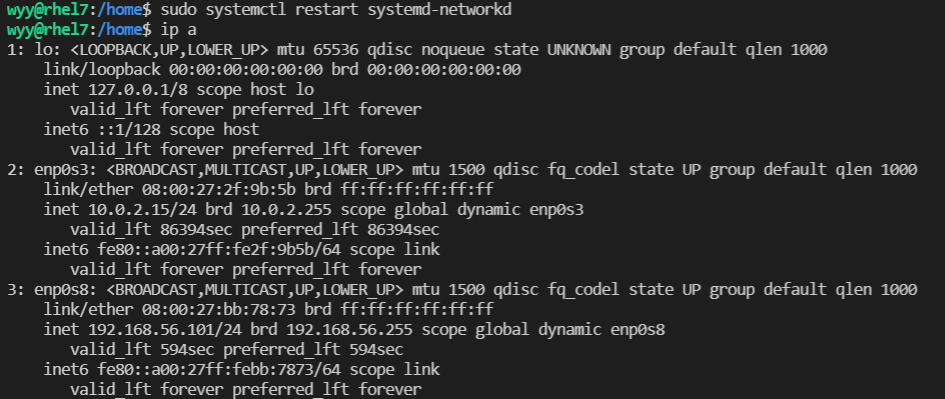 wyy@rhel7:/home$ sudo systemctl restart systemd-networkd
wyy@rhel7:/home$ ip a
1: lo: <LOOPBACK,UP,LOWER_UP> mtu 65536 qdisc noqueue state UNKNOWN group default qlen 1000
    link/loopback 00:00:00:00:00:00 brd 00:00:00:00:00:00
    inet 127.0.0.1/8 scope host lo
       valid_lft forever preferred_lft forever
    inet6 ::1/128 scope host
       valid_lft forever preferred_lft forever
2: enp0s3: <BROADCAST,MULTICAST,UP,LOWER_UP> mtu 1500 qdisc fq_codel state UP group default qlen 1000
    link/ether 08:00:27:2f:9b:5b brd ff:ff:ff:ff:ff:ff
    inet 10.0.2.15/24 brd 10.0.2.255 scope global dynamic enp0s3
       valid_lft 86394sec preferred_lft 86394sec
    inet6 fe80::a00:27ff:fe2f:9b5b/64 scope link
       valid_lft forever preferred_lft forever
3: enp0s8: <BROADCAST,MULTICAST,UP,LOWER_UP> mtu 1500 qdisc fq_codel state UP group default qlen 1000
    link/ether 08:00:27:bb:78:73 brd ff:ff:ff:ff:ff:ff
    inet 192.168.56.101/24 brd 192.168.56.255 scope global dynamic enp0s8
       valid_lft 594sec preferred_lft 594sec
    inet6 fe80::a00:27ff:febb:7873/64 scope link
       valid_lft forever preferred_lft forever